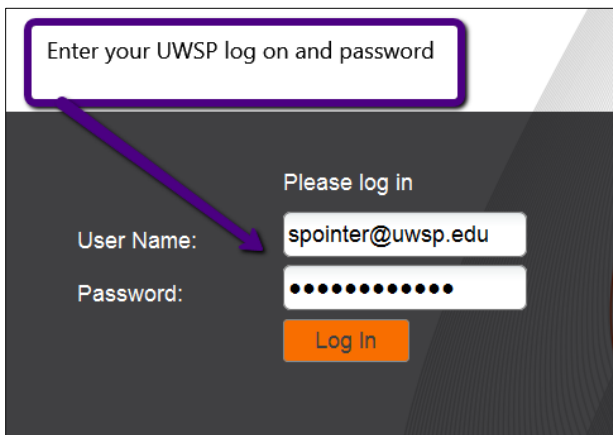 Enter your UWSP log on and password
Please log in
User Name:
spointer@uwsp.edu
Password:
●●●●●●●●●●●●
Log In